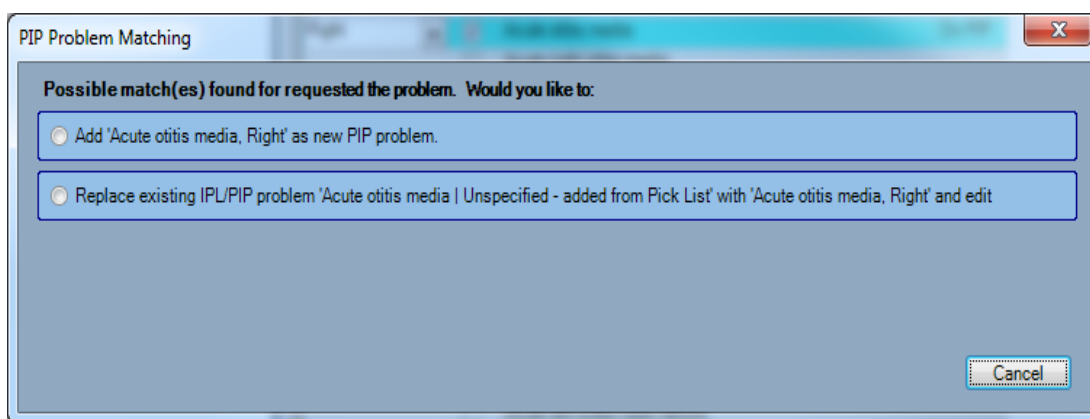 PIP Problem Matching
Possible match(es) found for requested the problem. Would you like to:
Add 'Acute otitis media, Right' as new PIP problem.
Replace existing IPL/PIP problem 'Acute otitis media | Unspecified - added from Pick List' with 'Acute otitis media, Right' and edit
Cancel